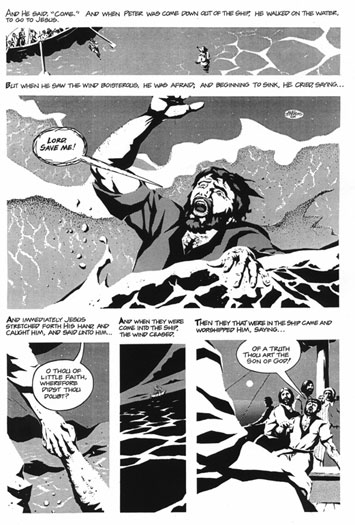 AND HE SAID, "COME." AND WHEN PETER WAS COME DOWN OUT OF THE SHIP, HE WALKED ON THE WATER,
TO GO TO JESUS.
BUT WHEN HE SAW THE WIND BOISTEROUS, HE WAS AFRAID; AND BEGINNING TO SINK, HE CRIED, SAYING...
LORD,
SAVE ME!
AND IMMEDIATELY JESUS
STRETCHED FORTH HIS HAND, AND
CAUGHT HIM, AND SAID UNTO HIM...
O THOU OF
LITTLE FAITH,
WHEREFORE
DIDST THOU
DOUBT?
AND WHEN THEY WERE
COME INTO THE SHIP,
THE WIND CEASED.
THEN THEY THAT WERE IN THE SHIP CAME AND
WORSHIPPED HIM, SAYING...
OF A TRUTH
THOU ART THE
SON OF GOD!